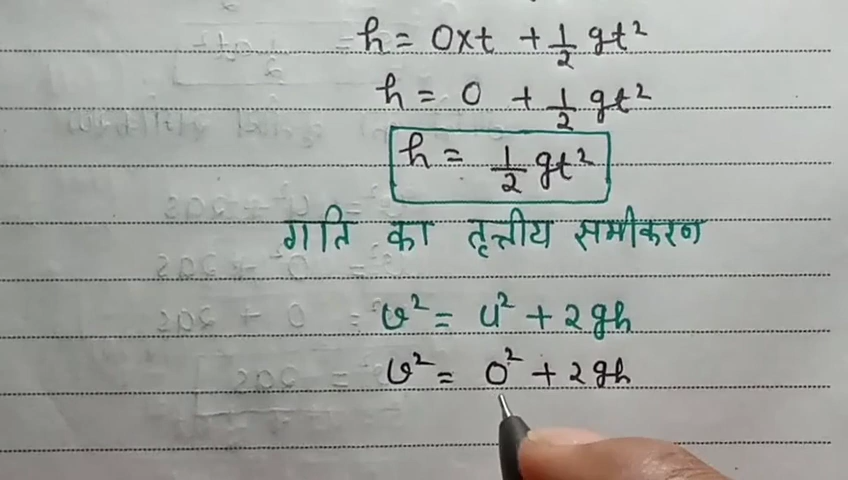 h = 0xt + 1/2 gt²
h = 0 + 1/2 gt²
h = 1/2 gt²
गति का तृत्तीय समीकरण
v² = u² + 2gh
v² = 0² + 2gh